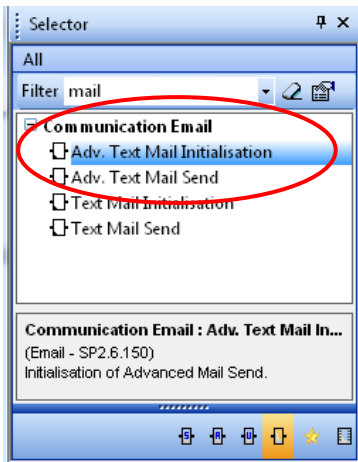 Selector
All
Filter mail
Communication Email
Adv. Text Mail Initialisation
Adv. Text Mail Send
Text Mail Initialisation
Text Mail Send
Communication Email : Adv. Text Mail In...
(Email - SP2.6.150)
Initialisation of Advanced Mail Send.
S R U